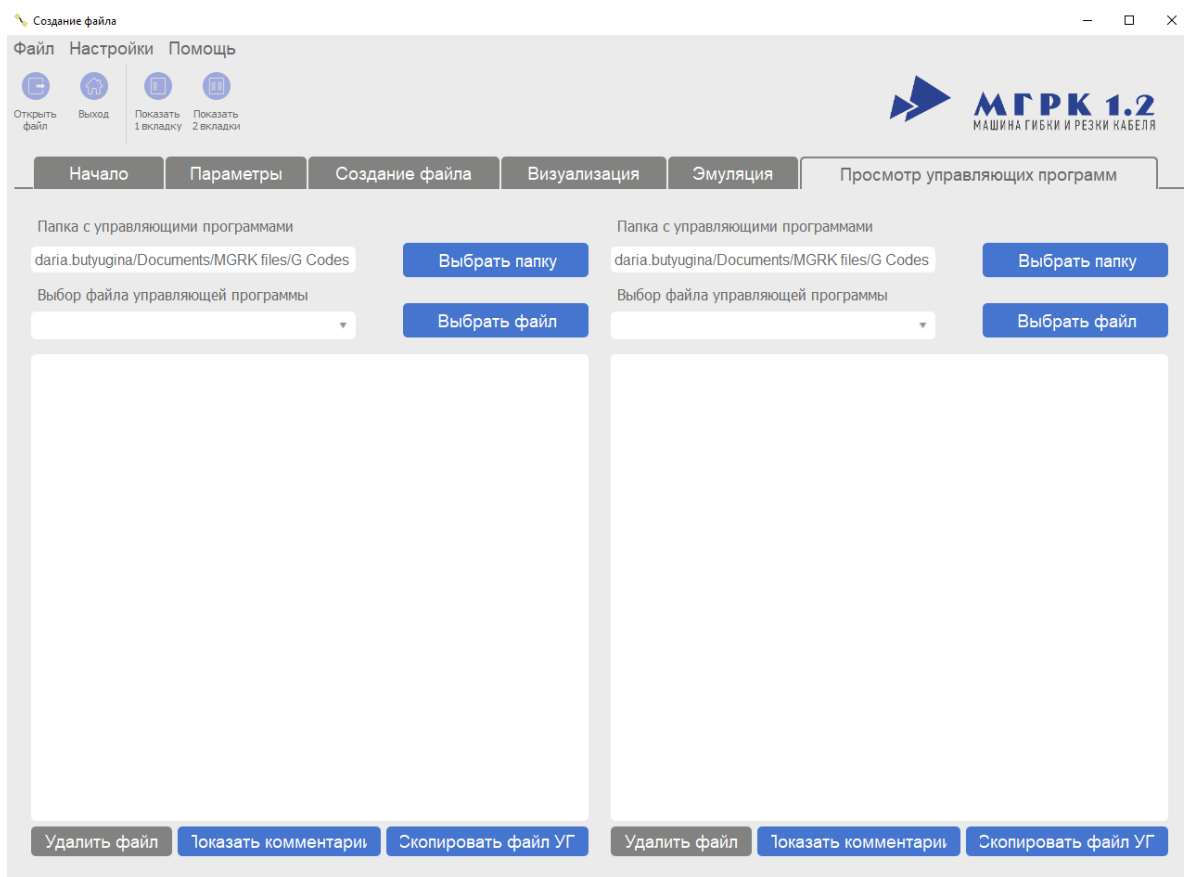 Создание файла
Файл Настройки Помощь
Открыть файл
Выход
Показать 1 вкладку
Показать 2 вкладки
МГРК 1.2
МАШИНА ГИБКИ И РЕЗКИ КАБЕЛЯ
Начало Параметры Создание файла Визуализация Эмуляция Просмотр управляющих программ
Папка с управляющими программами
daria.butyugina/Documents/MGRK files/G Codes Выбрать папку
Выбор файла управляющей программы
Выбрать файл
Удалить файл Показать комментарии Скопировать файл УП
Папка с управляющими программами
daria.butyugina/Documents/MGRK files/G Codes Выбрать папку
Выбор файла управляющей программы
Выбрать файл
Удалить файл Показать комментарии Скопировать файл УП